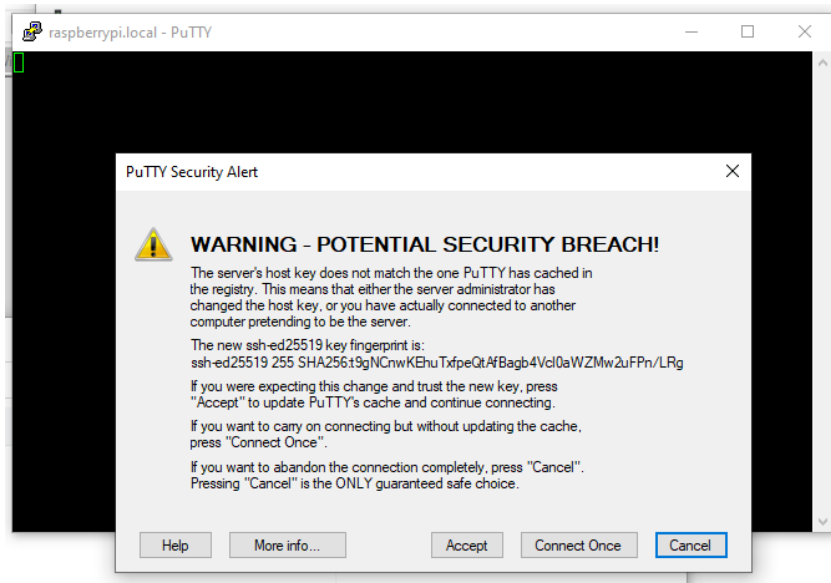 raspberrypi.local - PuTTY
PuTTY Security Alert
WARNING - POTENTIAL SECURITY BREACH!
The server's host key does not match the one PuTTY has cached in
the registry. This means that either the server administrator has
changed the host key, or you have actually connected to another
computer pretending to be the server.
The new ssh-ed25519 key fingerprint is:
ssh-ed25519 255 SHA256:t9gNCnwKEhuTxfpeQtAfBagb4Vcl0aWZMw2uFPn/LRg
If you were expecting this change and trust the new key, press
"Accept" to update PuTTY's cache and continue connecting.
If you want to carry on connecting but without updating the cache,
press "Connect Once".
If you want to abandon the connection completely, press "Cancel".
Pressing "Cancel" is the ONLY guaranteed safe choice.
Help More info... Accept Connect Once Cancel